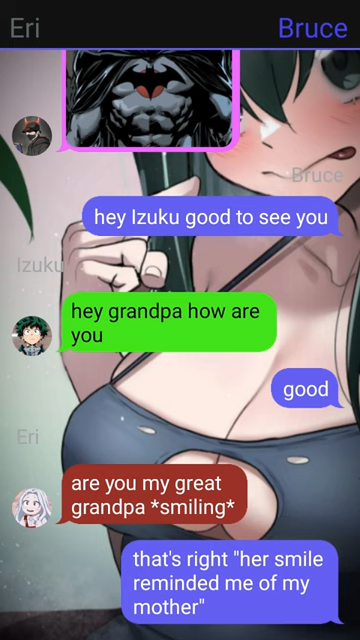 Eri
Bruce
Bruce
hey Izuku good to see you
Izuku
hey grandpa how are
you
good
Eri
are you my great
grandpa *smiling*
that's right "her smile
reminded me of my
mother"